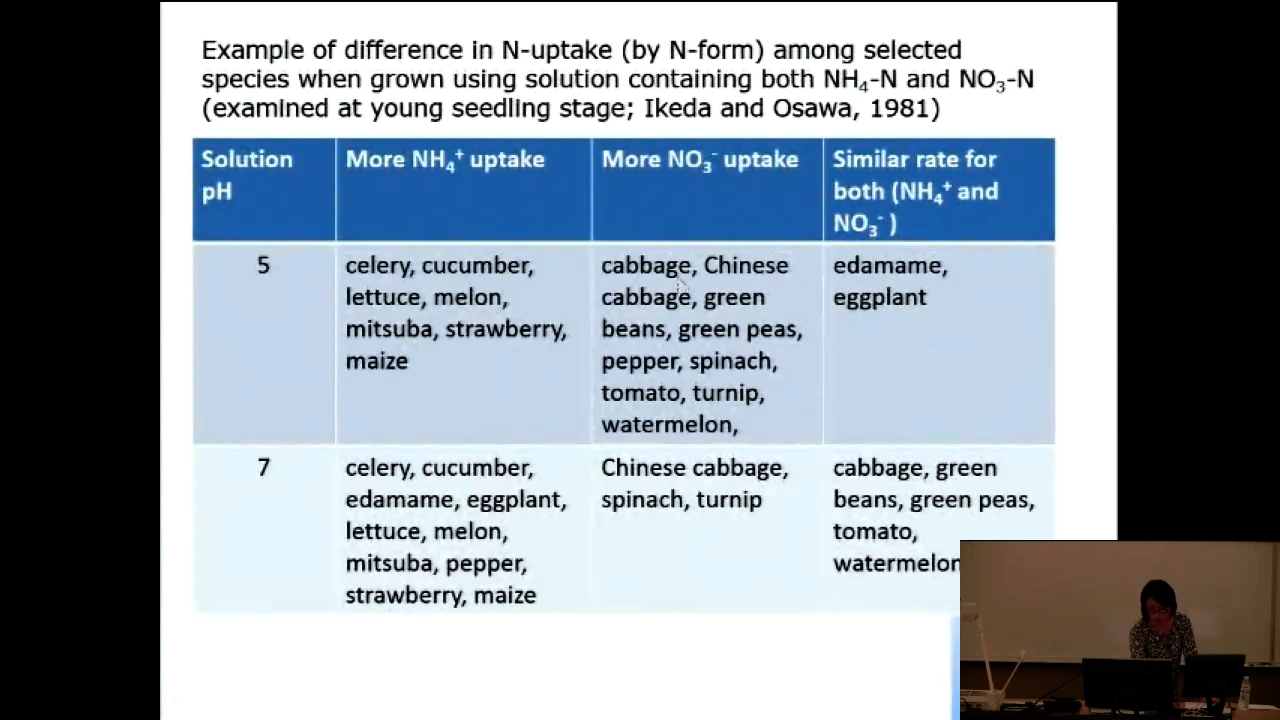 Example of difference in N-uptake (by N-form) among selected
species when grown using solution containing both NH₄-N and NO₃-N
(examined at young seedling stage; Ikeda and Osawa, 1981)
Solution
pH
More NH₄⁺ uptake
More NO₃⁻ uptake
Similar rate for
both (NH₄⁺ and
NO₃⁻ )
5
celery, cucumber,
lettuce, melon,
mitsuba, strawberry,
maize
cabbage, Chinese
cabbage, green
beans, green peas,
pepper, spinach,
tomato, turnip,
watermelon,
edamame,
eggplant
7
celery, cucumber,
edamame, eggplant,
lettuce, melon,
mitsuba, pepper,
strawberry, maize
Chinese cabbage,
spinach, turnip
cabbage, green
beans, green peas,
tomato,
watermelon